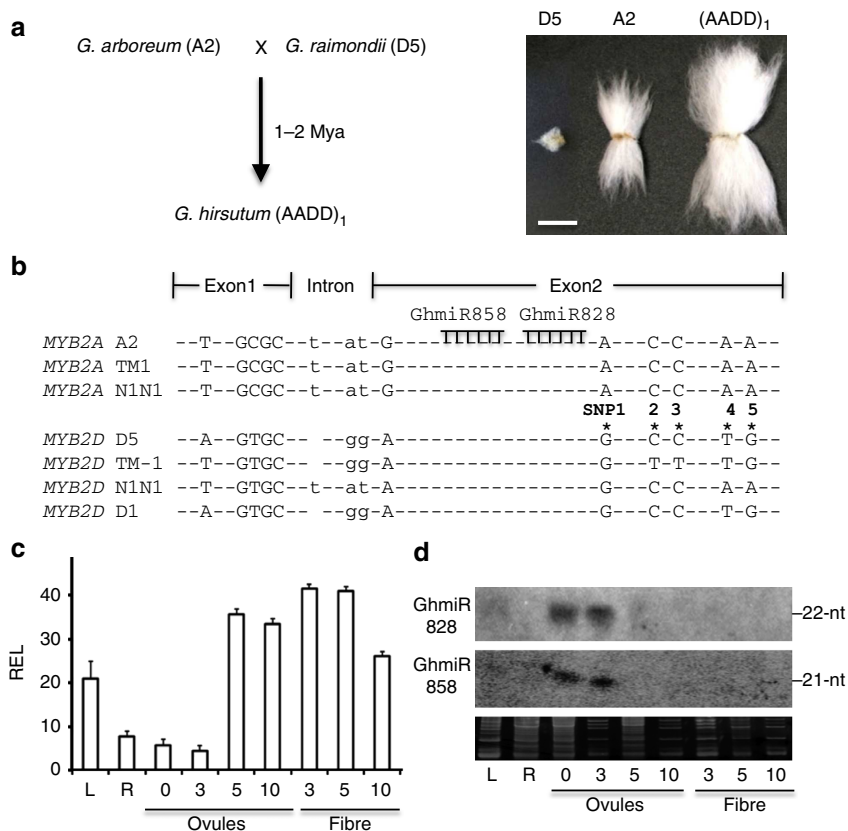 a
G. arboreum (A2) X G. raimondii (D5)
1–2 Mya
G. hirsutum (AADD)1
D5 A2 (AADD)1
b
Exon1 Intron Exon2
GhmiR858 GhmiR828
MYB2A A2 --T--GCGC--t--at-G------------------A---C-C---A-A--
MYB2A TM1 --T--GCGC--t--at-G------------------A---C-C---A-A--
MYB2A N1N1 --T--GCGC--t--at-G------------------A---C-C---A-A--
SNP1 2 3 4 5
* * * * *
MYB2D D5 --A--GTGC-- --gg-A------------------G---C-C---T-G--
MYB2D TM-1 --T--GTGC-- --gg-A------------------G---T-T---T-G--
MYB2D N1N1 --T--GTGC--t--at-A------------------G---C-C---A-A--
MYB2D D1 --A--GTGC-- --gg-A------------------G---C-C---T-G--
c
REL
40
30
20
10
0
L R 0 3 5 10 3 5 10
Ovules Fibre
d
GhmiR
828
–22-nt
GhmiR
858
–21-nt
L R 0 3 5 10 3 5 10
Ovules Fibre